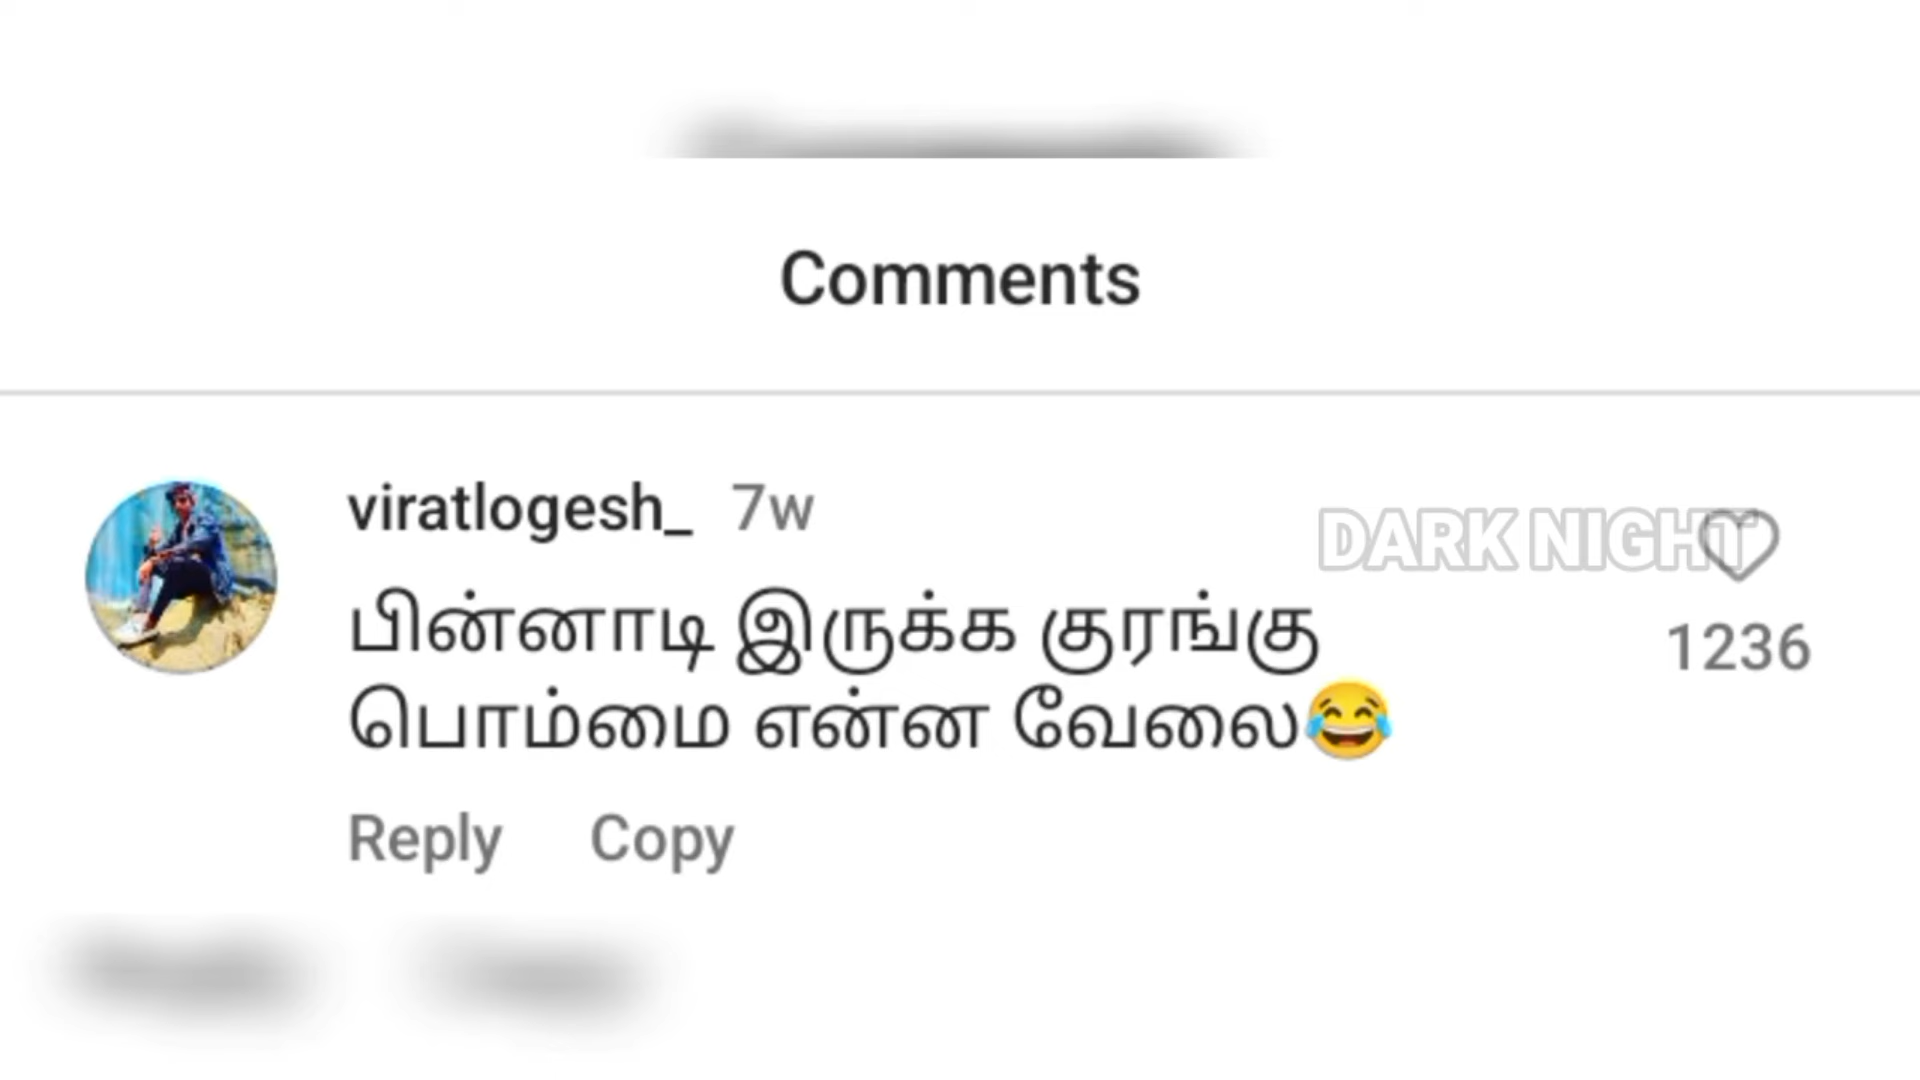 Comments
viratlogesh_ 7w
DARK NIGHT
பின்னாடி இருக்க குரங்கு
1236
பொம்மை என்ன வேலை😂
Reply Copy